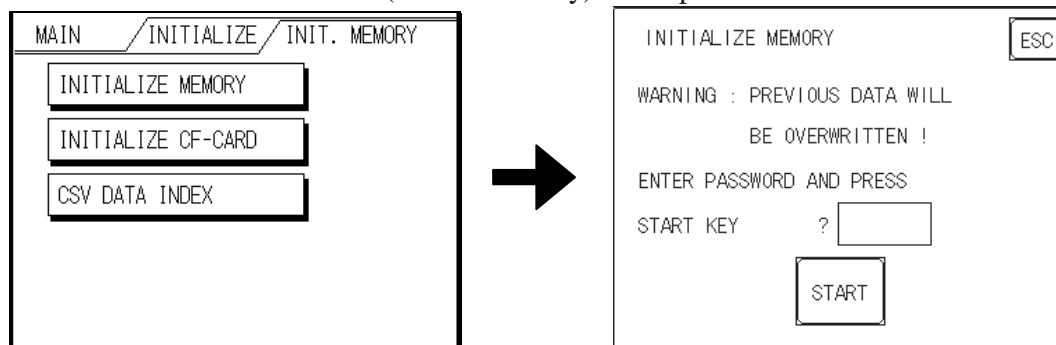 MAIN / INITIALIZE / INIT. MEMORY
INITIALIZE MEMORY
INITIALIZE CF-CARD
CSV DATA INDEX
INITIALIZE MEMORY
ESC
WARNING : PREVIOUS DATA WILL
BE OVERWRITTEN !
ENTER PASSWORD AND PRESS
START KEY ?
START